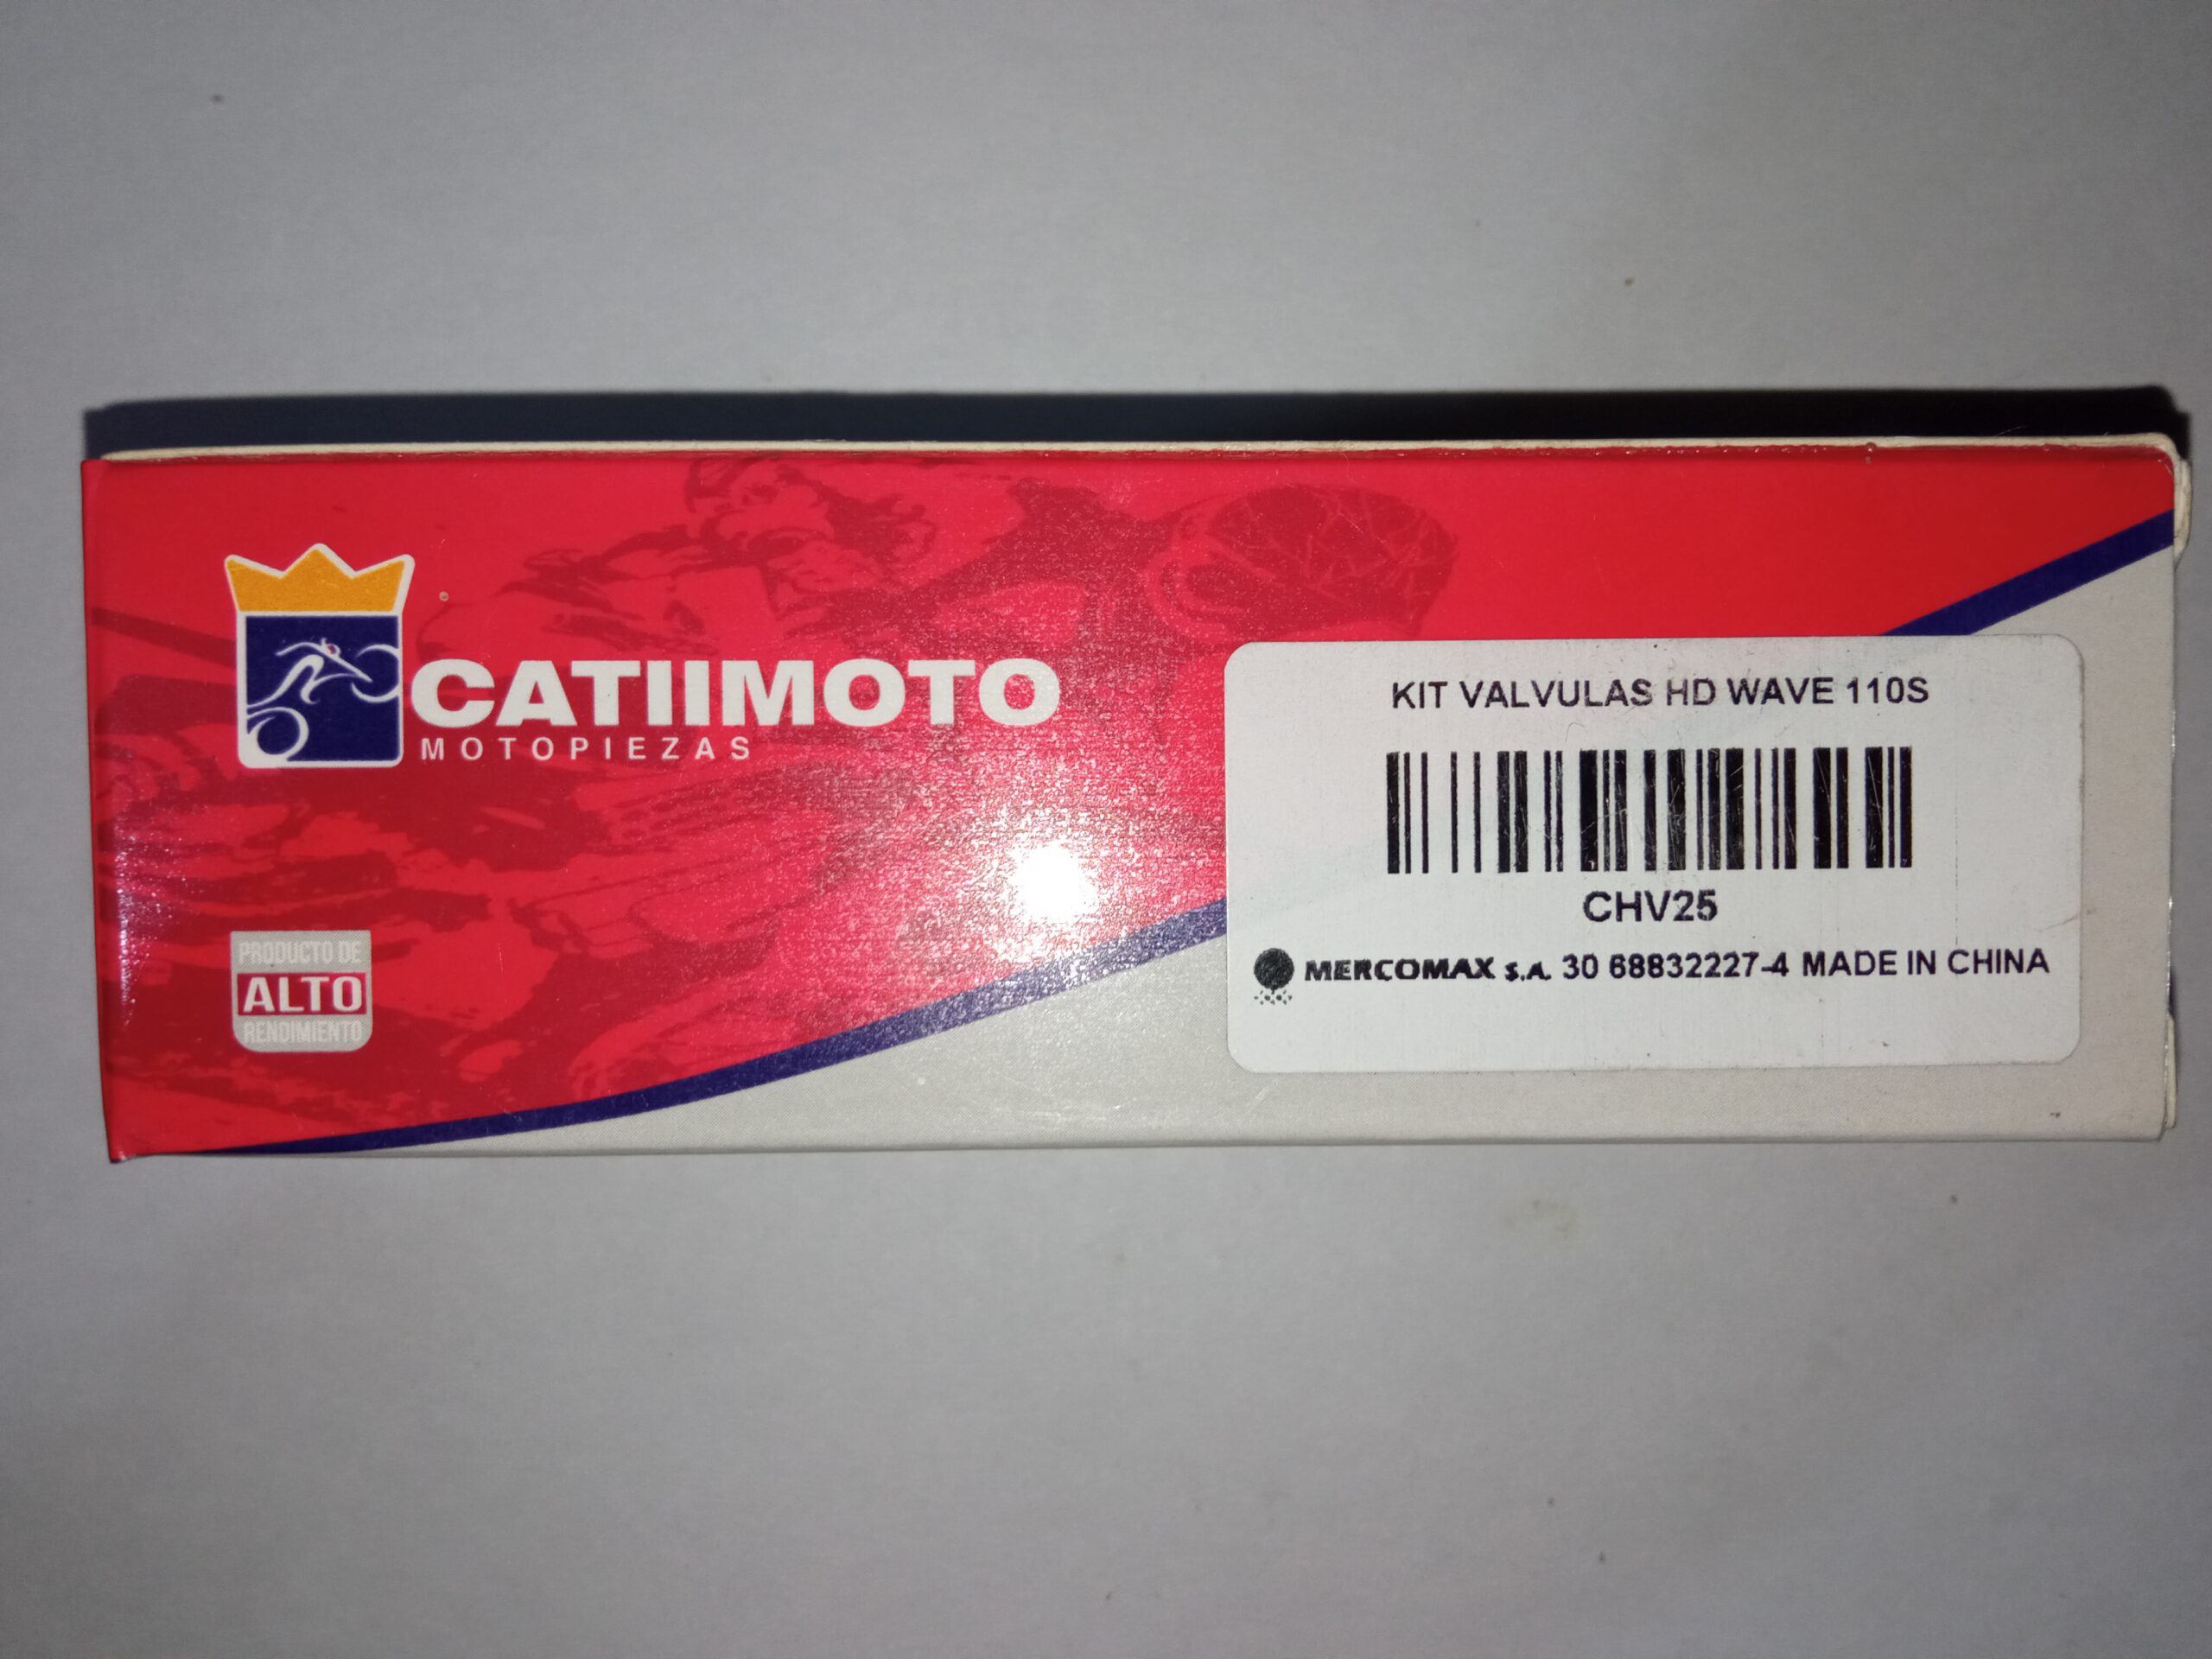 CATIIMOTO
MOTOPIEZAS
PRODUCTO DE
ALTO
RENDIMIENTO
KIT VALVULAS HD WAVE 110S
CHV25
MERCOMAX S.A. 30 68832227-4 MADE IN CHINA